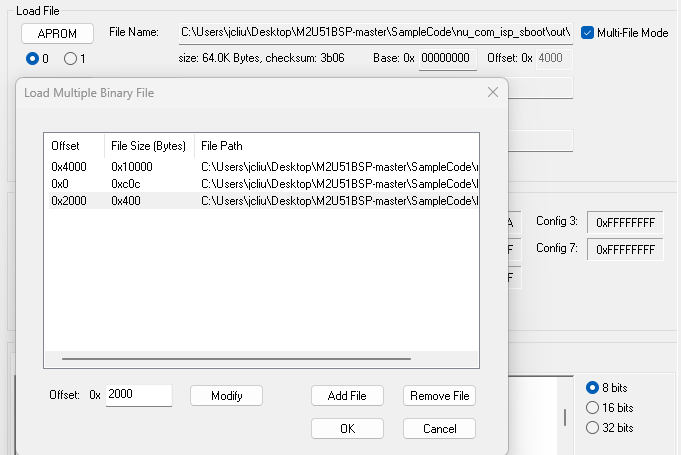 Load File
APROM
File Name:
C:\Users\jcliu\Desktop\M2U51BSP-master\SampleCode\nu_com_isp_sboot\out\
Multi-File Mode
0
1
size: 64.0K Bytes, checksum: 3b06
Base: 0x
00000000
Offset: 0x
4000
Load Multiple Binary File
Offset
File Size (Bytes)
File Path
0x4000
0x10000
C:\Users\jcliu\Desktop\M2U51BSP-master\SampleCode\
0x0
0xc0c
C:\Users\jcliu\Desktop\M2U51BSP-master\SampleCode\
0x2000
0x400
C:\Users\jcliu\Desktop\M2U51BSP-master\SampleCode\
A
Config 3:
0xFFFFFFFF
F
Config 7:
0xFFFFFFFF
F
Offset:
0x
2000
Modify
Add File
Remove File
OK
Cancel
8 bits
16 bits
32 bits